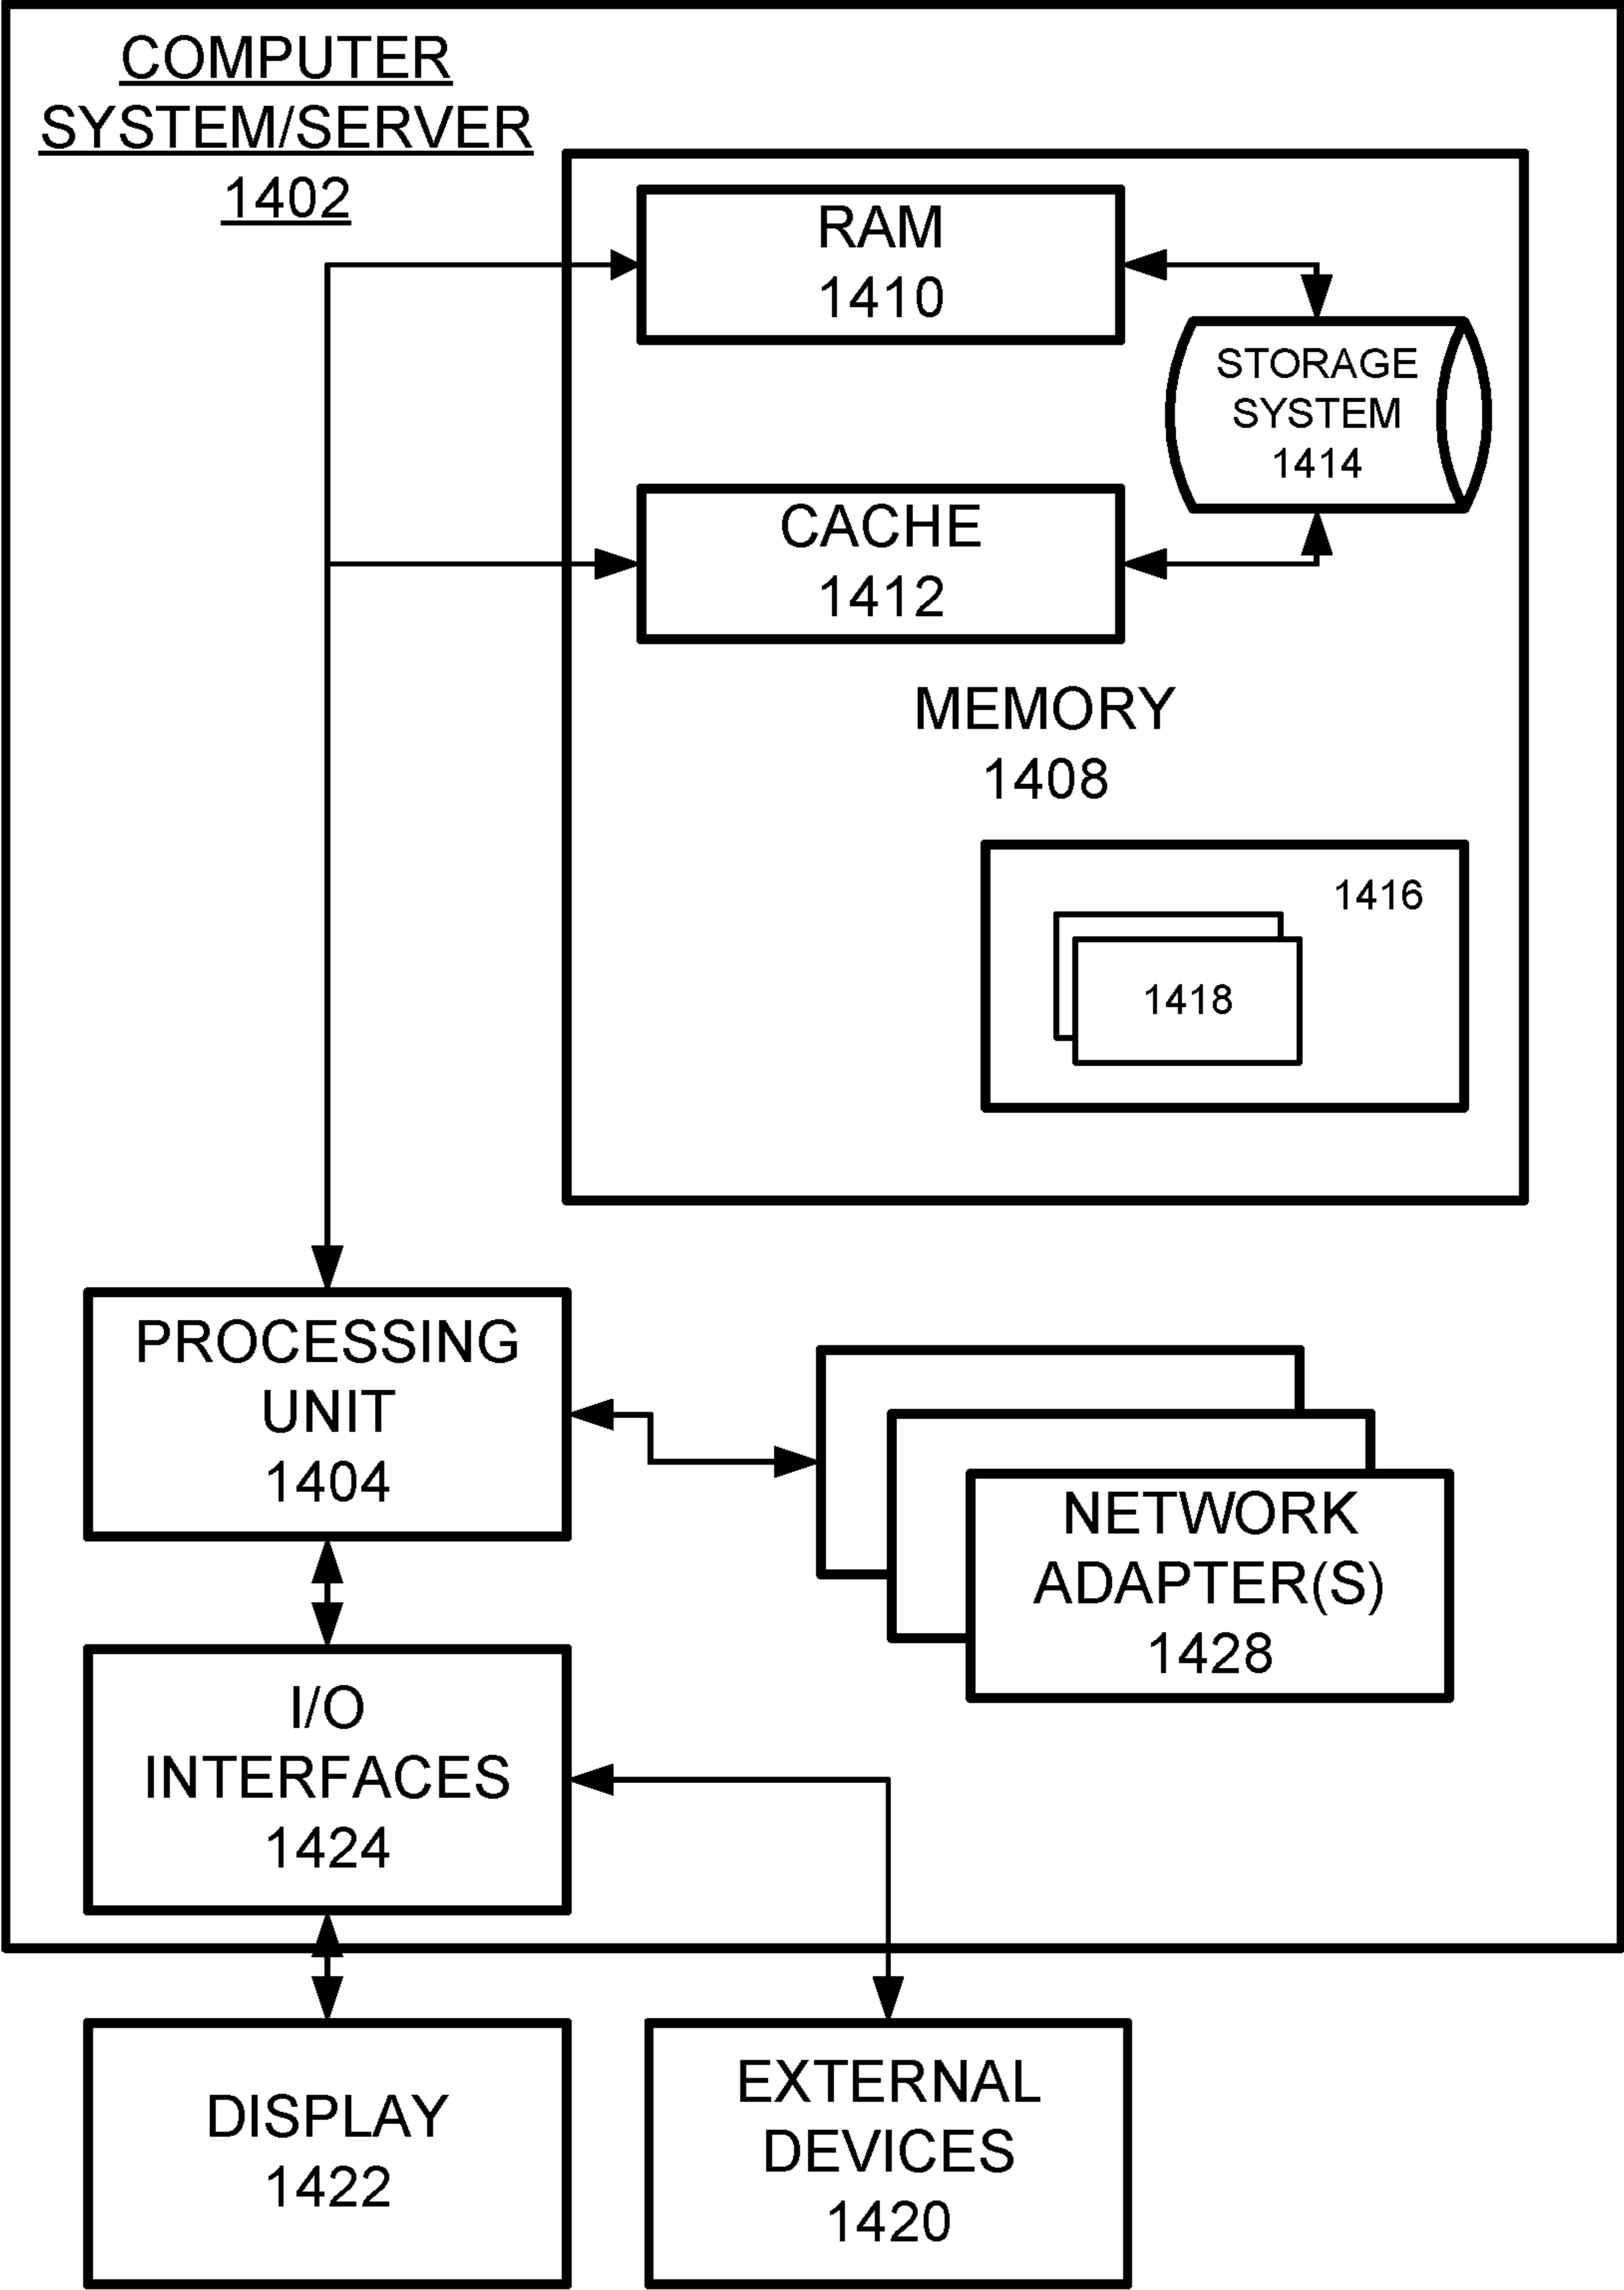 COMPUTER
SYSTEM/SERVER
1402
RAM
1410
STORAGE
SYSTEM
1414
CACHE
1412
MEMORY
1408
1416
1418
PROCESSING
UNIT
1404
NETWORK
ADAPTER(S)
1428
I/O
INTERFACES
1424
DISPLAY
1422
EXTERNAL
DEVICES
1420